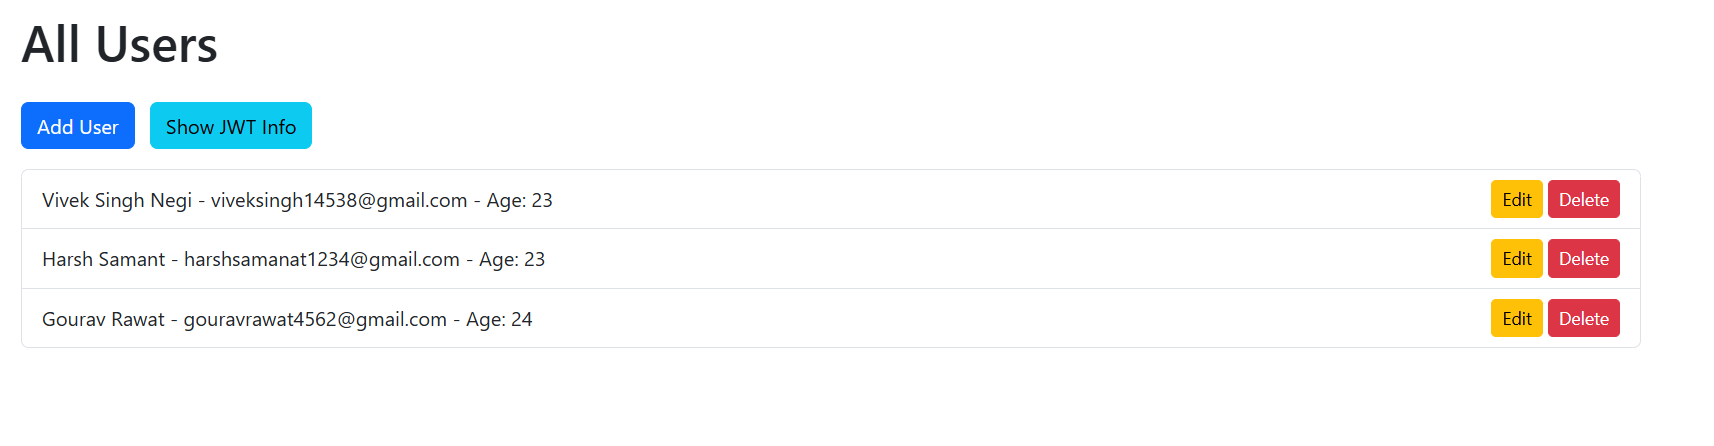 All Users
Add User Show JWT Info
Vivek Singh Negi - viveksingh14538@gmail.com - Age: 23 Edit Delete
Harsh Samant - harshsamanat1234@gmail.com - Age: 23 Edit Delete
Gourav Rawat - gouravrawat4562@gmail.com - Age: 24 Edit Delete